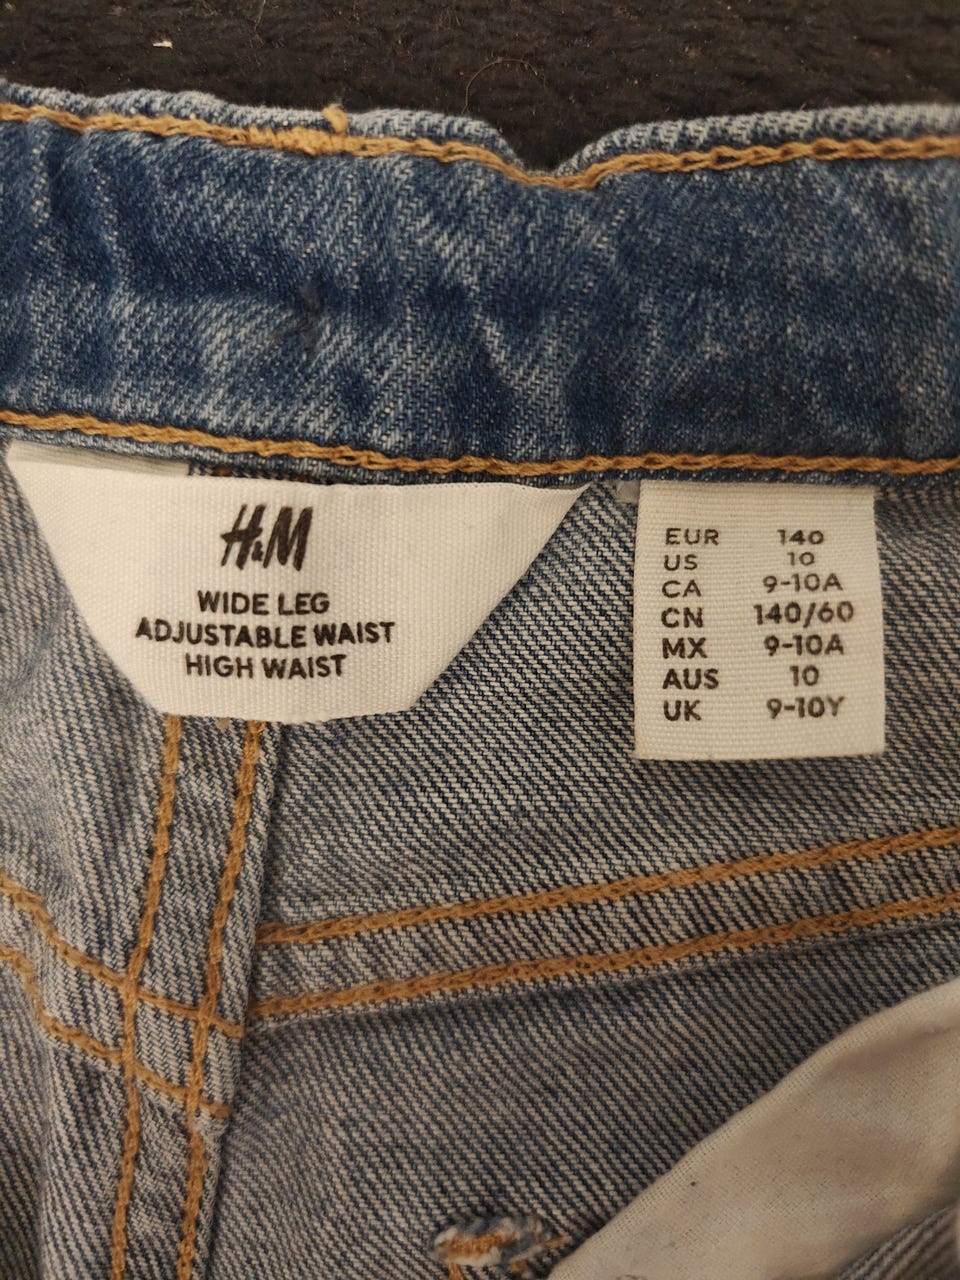 H&M
WIDE LEG
ADJUSTABLE WAIST
HIGH WAIST
EUR 140
US 10
CA 9-10A
CN 140/60
MX 9-10A
AUS 10
UK 9-10Y